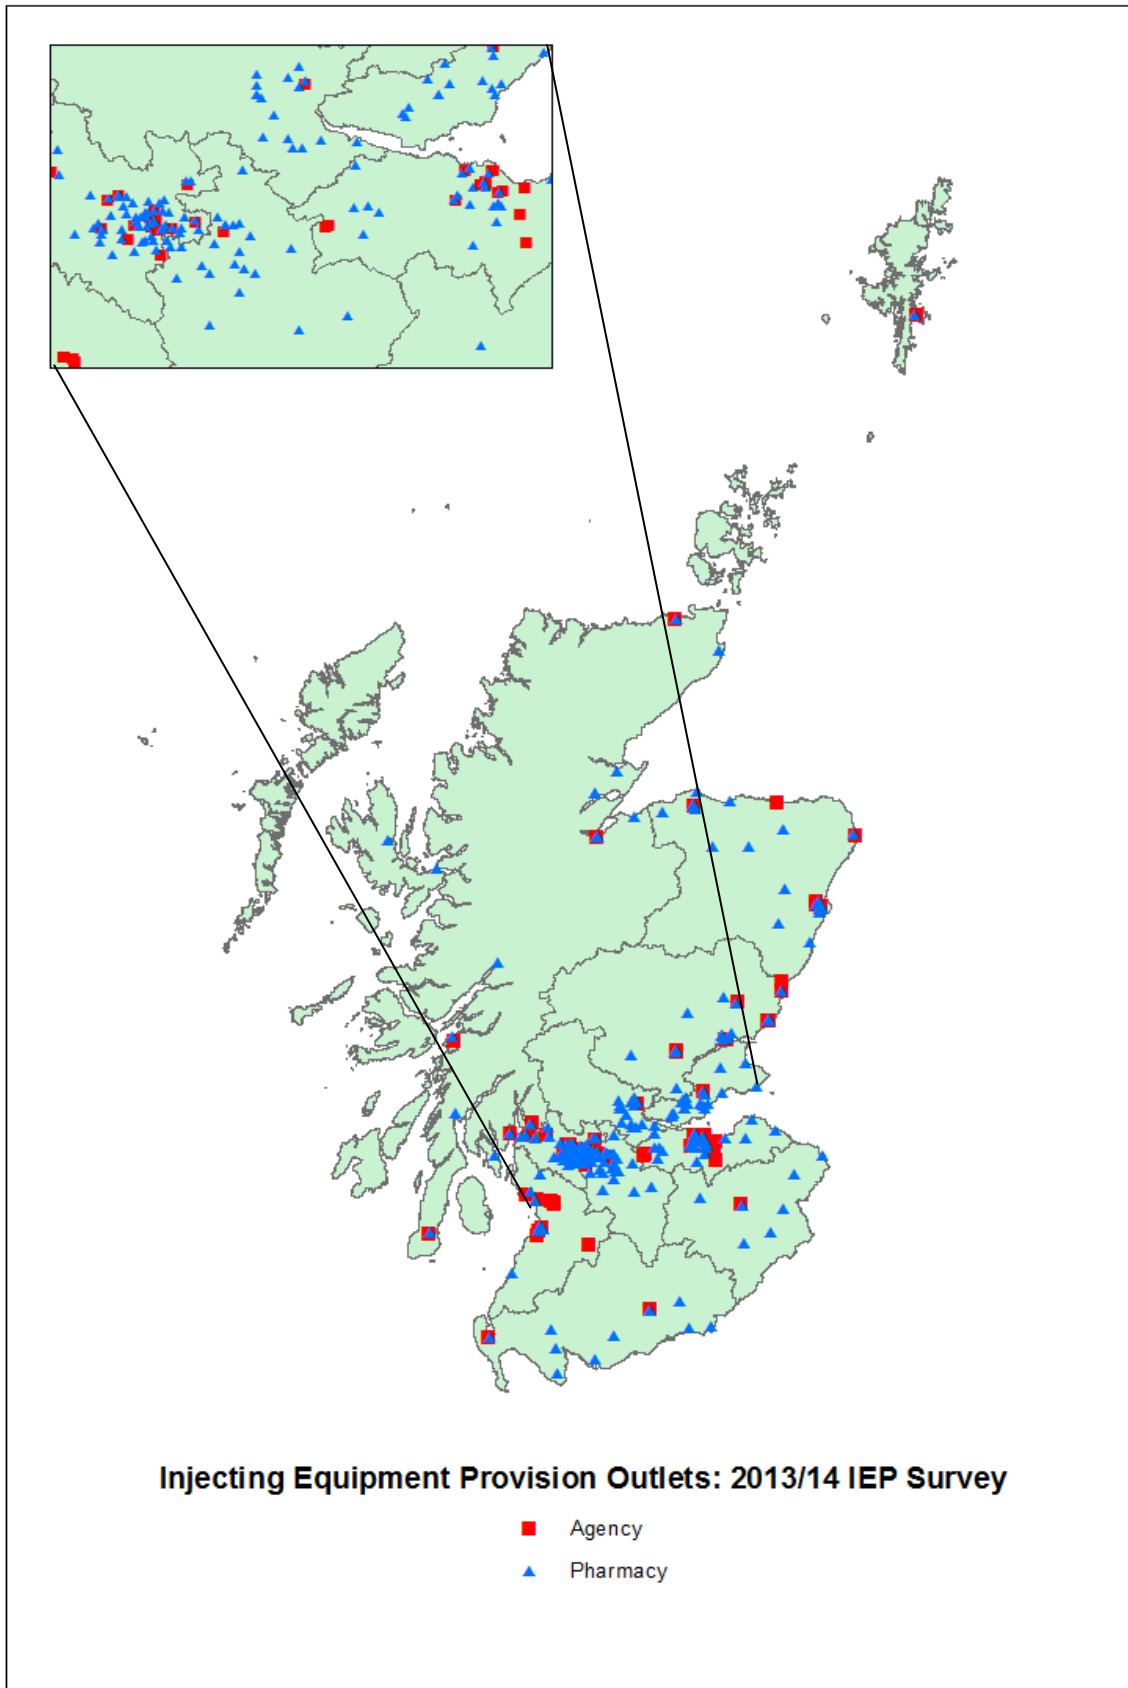 Injecting Equipment Provision Outlets: 2013/14 IEP Survey
Agency
Pharmacy